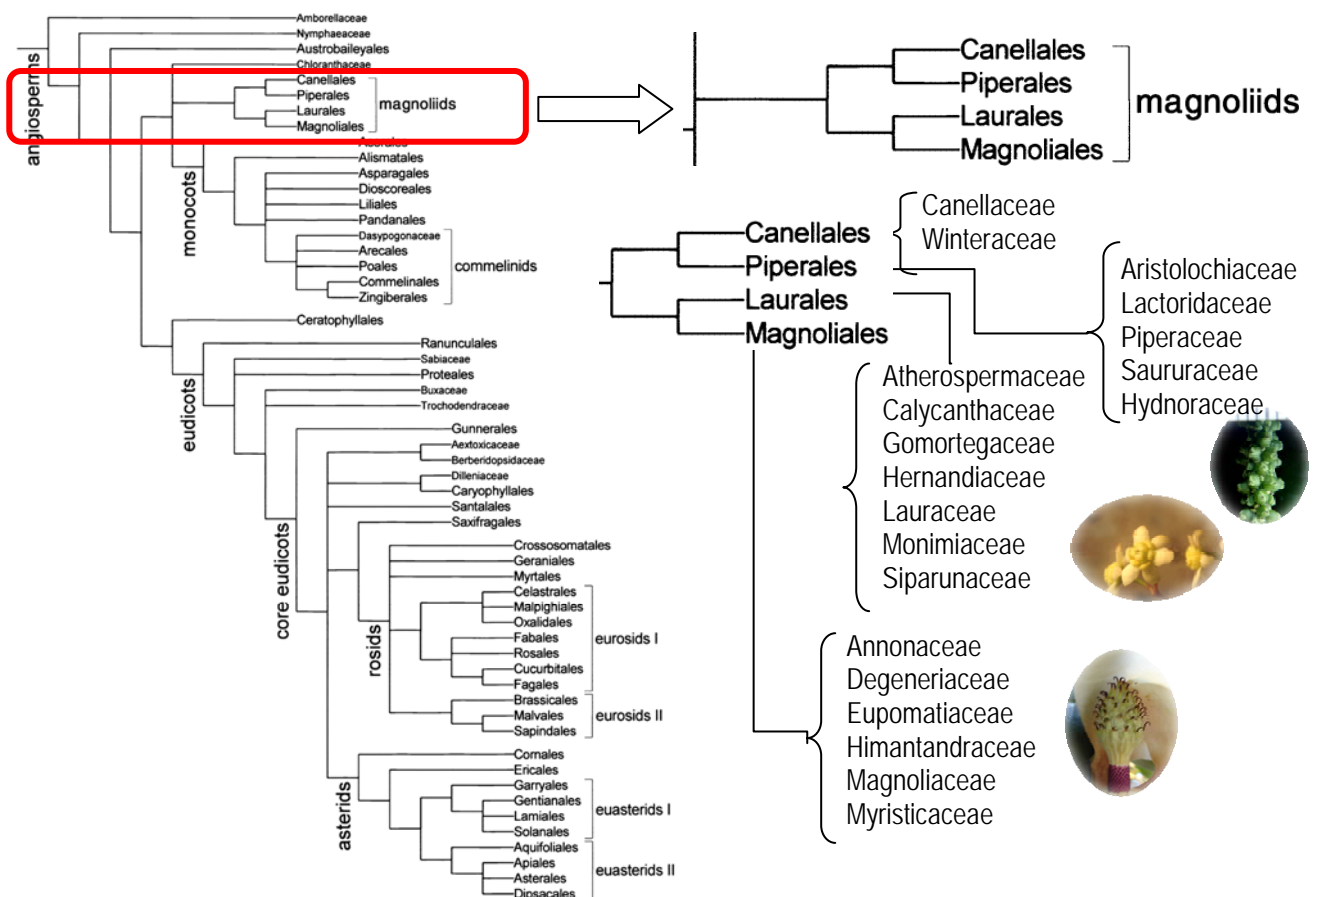 Amborellaceae
Nymphaeaceae
Austrobaileyales
Chloranthaceae
Canellales
Piperales
Laurales
Magnoliales
magnoliids
angiosperms
Acorales
Alismatales
Asparagales
Dioscoreales
Liliales
Pandanales
Dasypogonaceae
Arecales
Poales
Commelinales
Zingiberales
commelinids
monocots
Ceratophyllales
Ranunculales
Sabiaceae
Proteales
Buxaceae
Trochodendraceae
eudicots
Gunnerales
Aextoxicaceae
Berberidopsidaceae
Dilleniaceae
Caryophyllales
Santalales
Saxifragales
core eudicots
Crossosomatales
Geraniales
Myrtales
Celastrales
Malpighiales
Oxalidales
Fabales
Rosales
Cucurbitales
Fagales
eurosids I
Brassicales
Malvales
Sapindales
eurosids II
rosids
Cornales
Ericales
Garryales
Gentianales
Lamiales
Solanales
euasterids I
Aquifoliales
Apiales
Asterales
Dipsacales
euasterids II
asterids
Canellales
Piperales
Laurales
Magnoliales
magnoliids
Canellales
Piperales
Laurales
Magnoliales
Canellaceae
Winteraceae
Aristolochiaceae
Lactoridaceae
Piperaceae
Saururaceae
Hydnoraceae
Atherospermaceae
Calycanthaceae
Gomortegaceae
Hernandiaceae
Lauraceae
Monimiaceae
Siparunaceae
Annonaceae
Degeneriaceae
Eupomatiaceae
Himantandraceae
Magnoliaceae
Myristicaceae